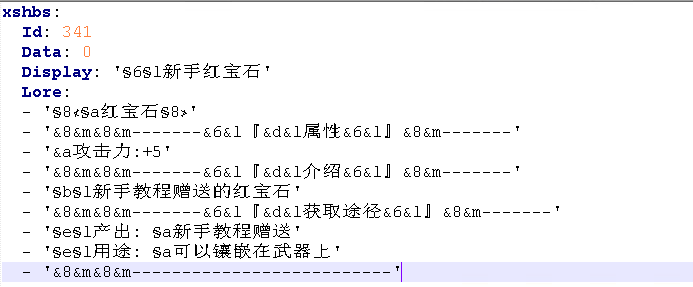 xshbs:
  Id: 341
  Data: 0
  Display: '§6§l新手红宝石'
  Lore:
  - '§8≮§a红宝石§8≯'
  - '&8&m&8&m-------&6&l『&d&l属性&6&l』&8&m-------'
  - '&a攻击力:+5'
  - '&8&m&8&m-------&6&l『&d&l介绍&6&l』&8&m-------'
  - '§b§l新手教程赠送的红宝石'
  - '&8&m&8&m-------&6&l『&d&l获取途径&6&l』&8&m-------'
  - '§e§l产出: §a新手教程赠送'
  - '§e§l用途: §a可以镶嵌在武器上'
  - '&8&m&8&m--------------------------'